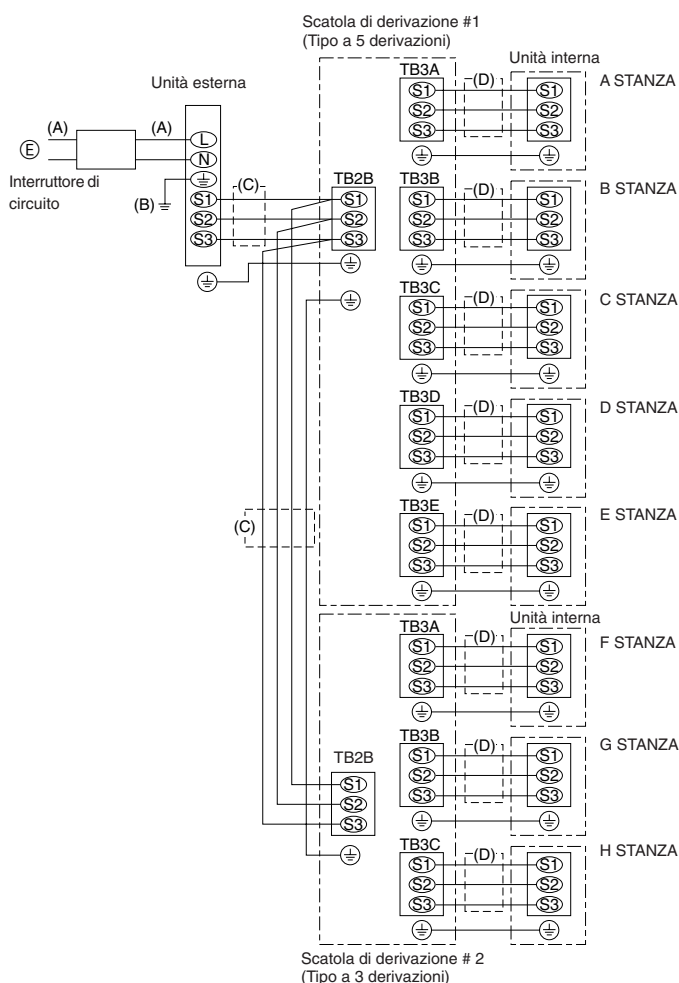 Scatola di derivazione #1
(Tipo a 5 derivazioni)
Unità esterna
(A)
(A)
E
Interruttore di
circuito
L
N
(B)
S1
S2
S3
(C)
TB2B
S1
S2
S3
Unità interna
TB3A
S1
S2
S3
(D)
S1
S2
S3
A STANZA
TB3B
S1
S2
S3
(D)
S1
S2
S3
B STANZA
TB3C
S1
S2
S3
(D)
S1
S2
S3
C STANZA
TB3D
S1
S2
S3
(D)
S1
S2
S3
D STANZA
TB3E
S1
S2
S3
(D)
S1
S2
S3
E STANZA
(C)
Unità interna
TB3A
S1
S2
S3
(D)
S1
S2
S3
F STANZA
TB2B
S1
S2
S3
TB3B
S1
S2
S3
(D)
S1
S2
S3
G STANZA
TB3C
S1
S2
S3
(D)
S1
S2
S3
H STANZA
Scatola di derivazione # 2
(Tipo a 3 derivazioni)